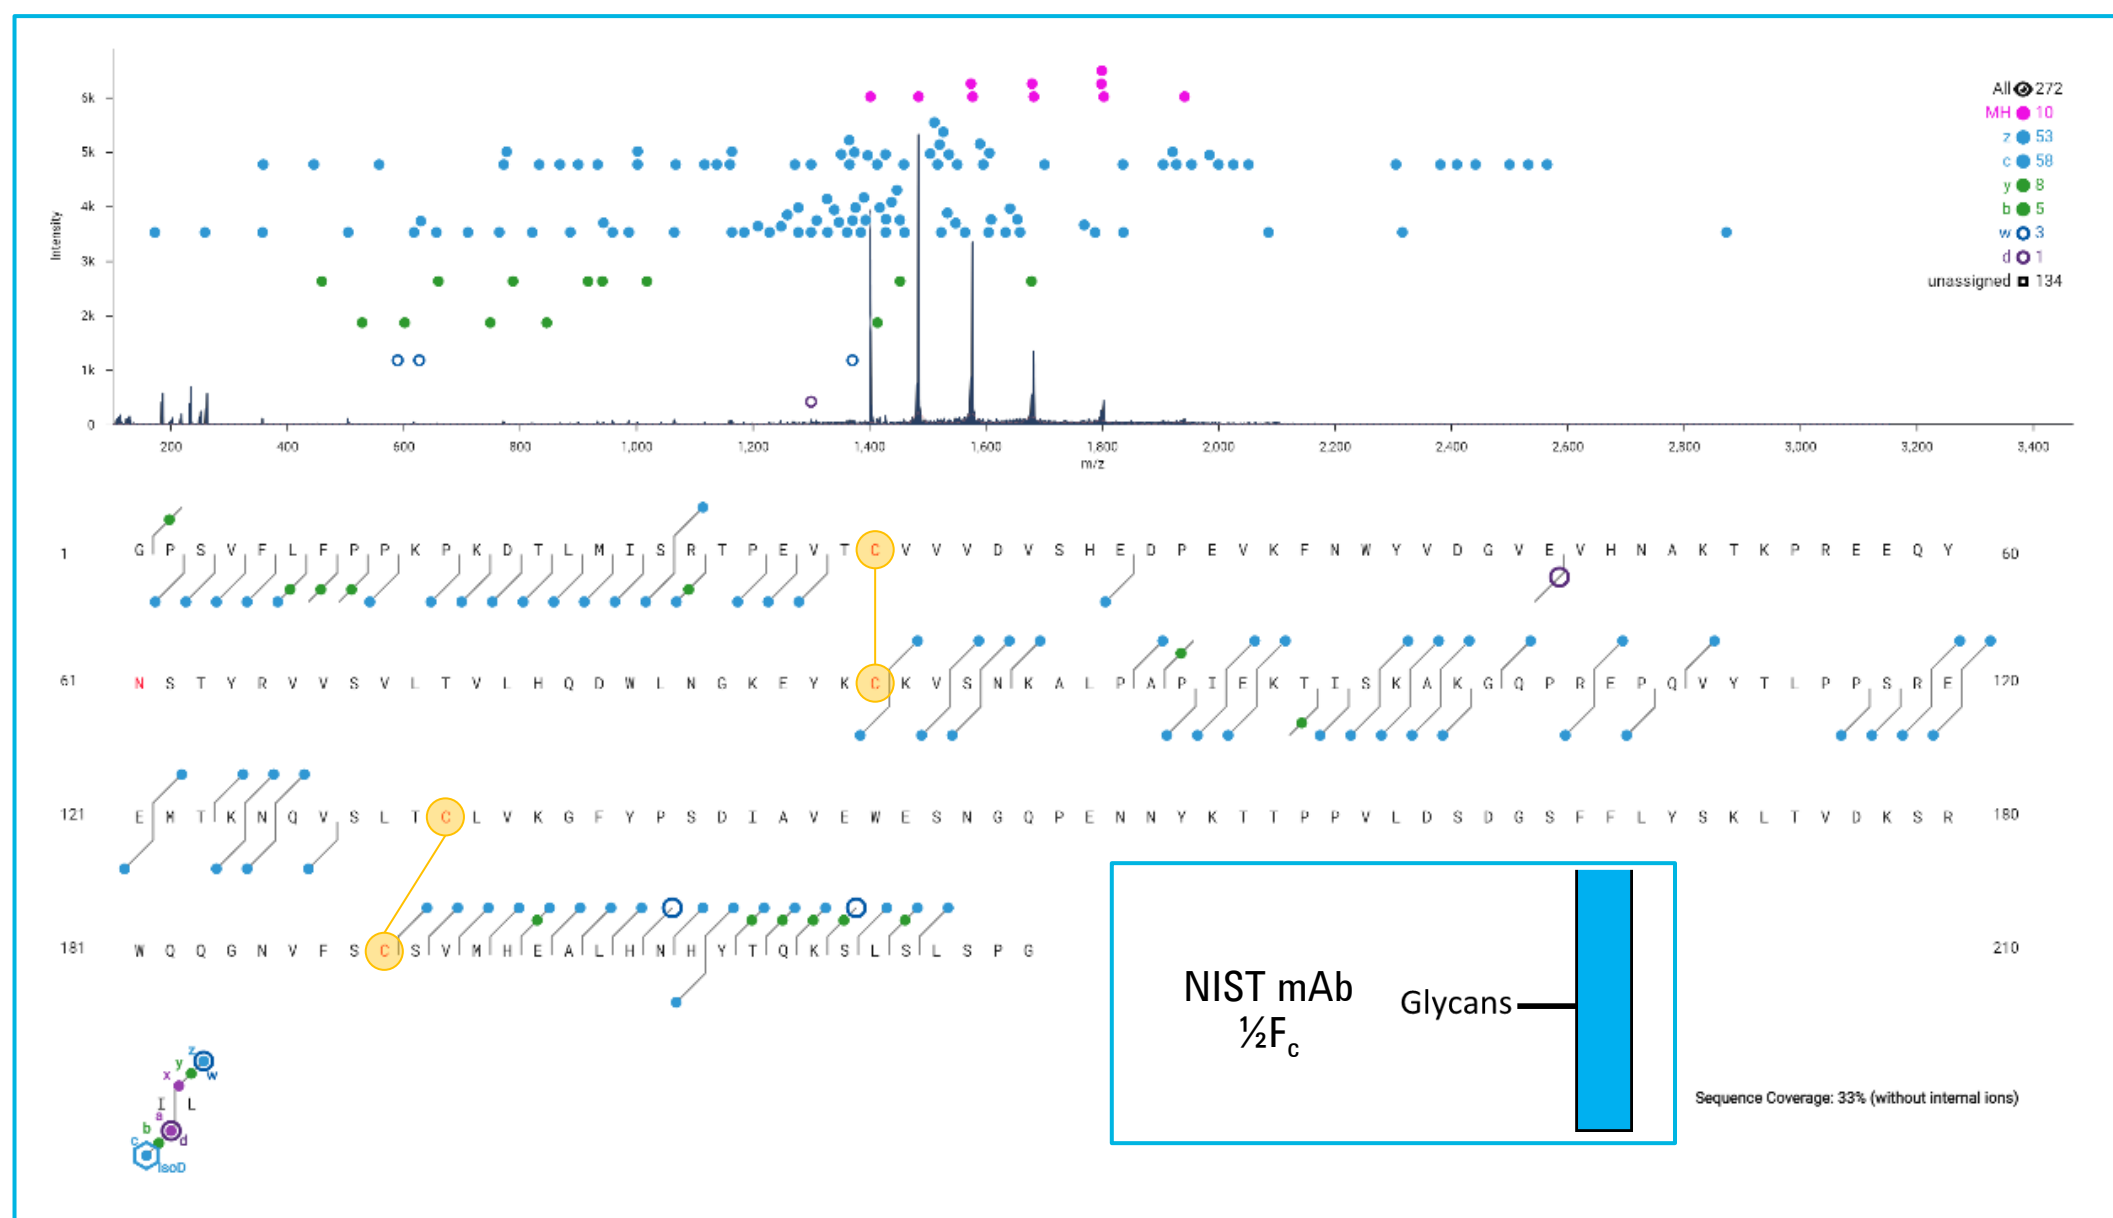 6k
5k
4k
3k
2k
1k
0
Intensity
200 400 600 800 1,000 1,200 1,400 1,600 1,800 2,000 2,200 2,400 2,600 2,800 3,000 3,200 3,400
m/z
All 272
MH 10
z 53
c 58
y 8
b 5
w 3
d 1
unassigned 134
1 G P S V F L F P P K P K D T L M I S R T P E V T C V V V D V S H E D P E V K F N W Y V D G V E V H N A K T K P R E E Q Y 60
61 N S T Y R V V S V L T V L H Q D W L N G K E Y K C K V S N K A L P A P I E K T I S K A K G Q P R E P Q V Y T L P P S R E 120
121 E M T K N Q V S L T C L V K G F Y P S D I A V E W E S N G Q P E N N Y K T T P P V L D S D G S F F L Y S K L T V D K S R 180
181 W Q Q G N V F S C S V M H E A L H N H Y T Q K S L S L S P G 210
z
y
x w
I L
a
b d
c
IsoD
NIST mAb
½Fc
Glycans
Sequence Coverage: 33% (without internal ions)